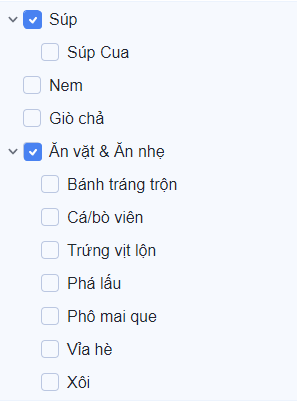 Súp
Súp Cua
Nem
Giò chả
Ăn vặt & Ăn nhẹ
Bánh tráng trộn
Cá/bò viên
Trứng vịt lộn
Phá lấu
Phô mai que
Vỉa hè
Xôi